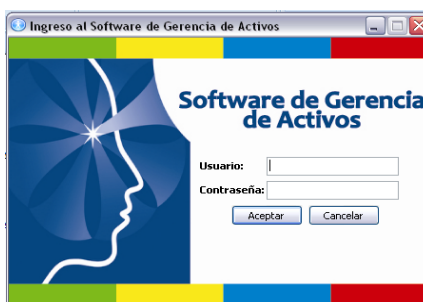 Ingreso al Software de Gerencia de Activos
Software de Gerencia
de Activos
Usuario:
Contraseña:
Aceptar Cancelar